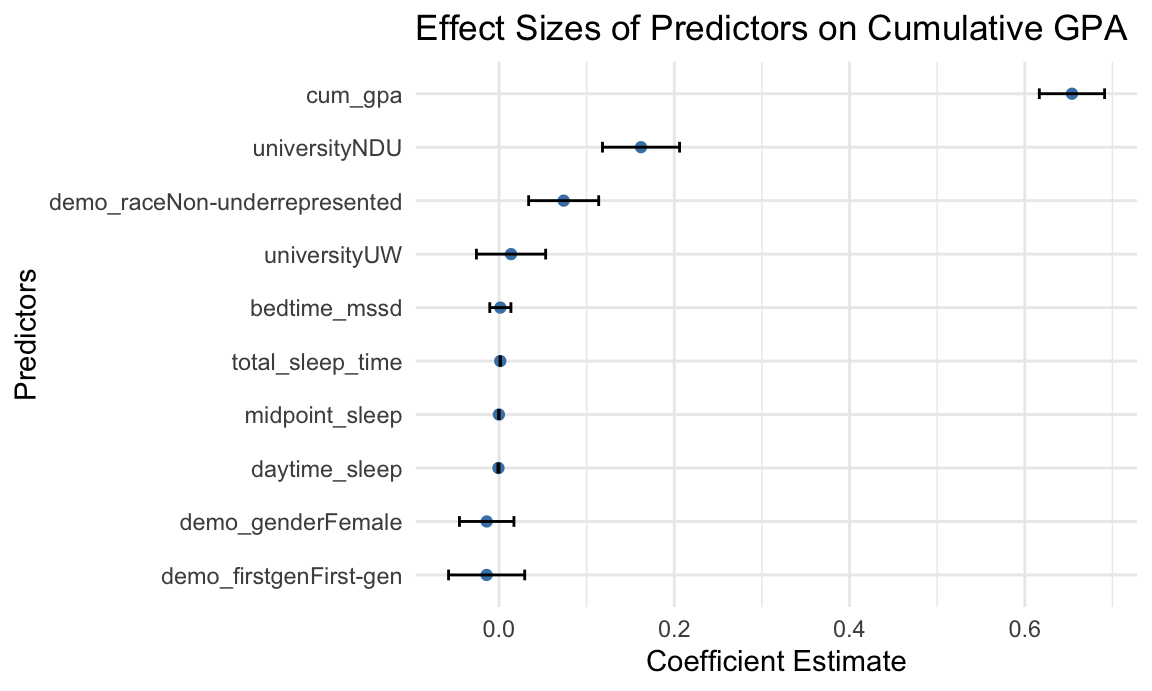 Effect Sizes of Predictors on Cumulative GPA
Predictors
cum_gpa
universityNDU
demo_raceNon-underrepresented
universityUW
bedtime_mssd
total_sleep_time
midpoint_sleep
daytime_sleep
demo_genderFemale
demo_firstgenFirst-gen
0.0 0.2 0.4 0.6
Coefficient Estimate